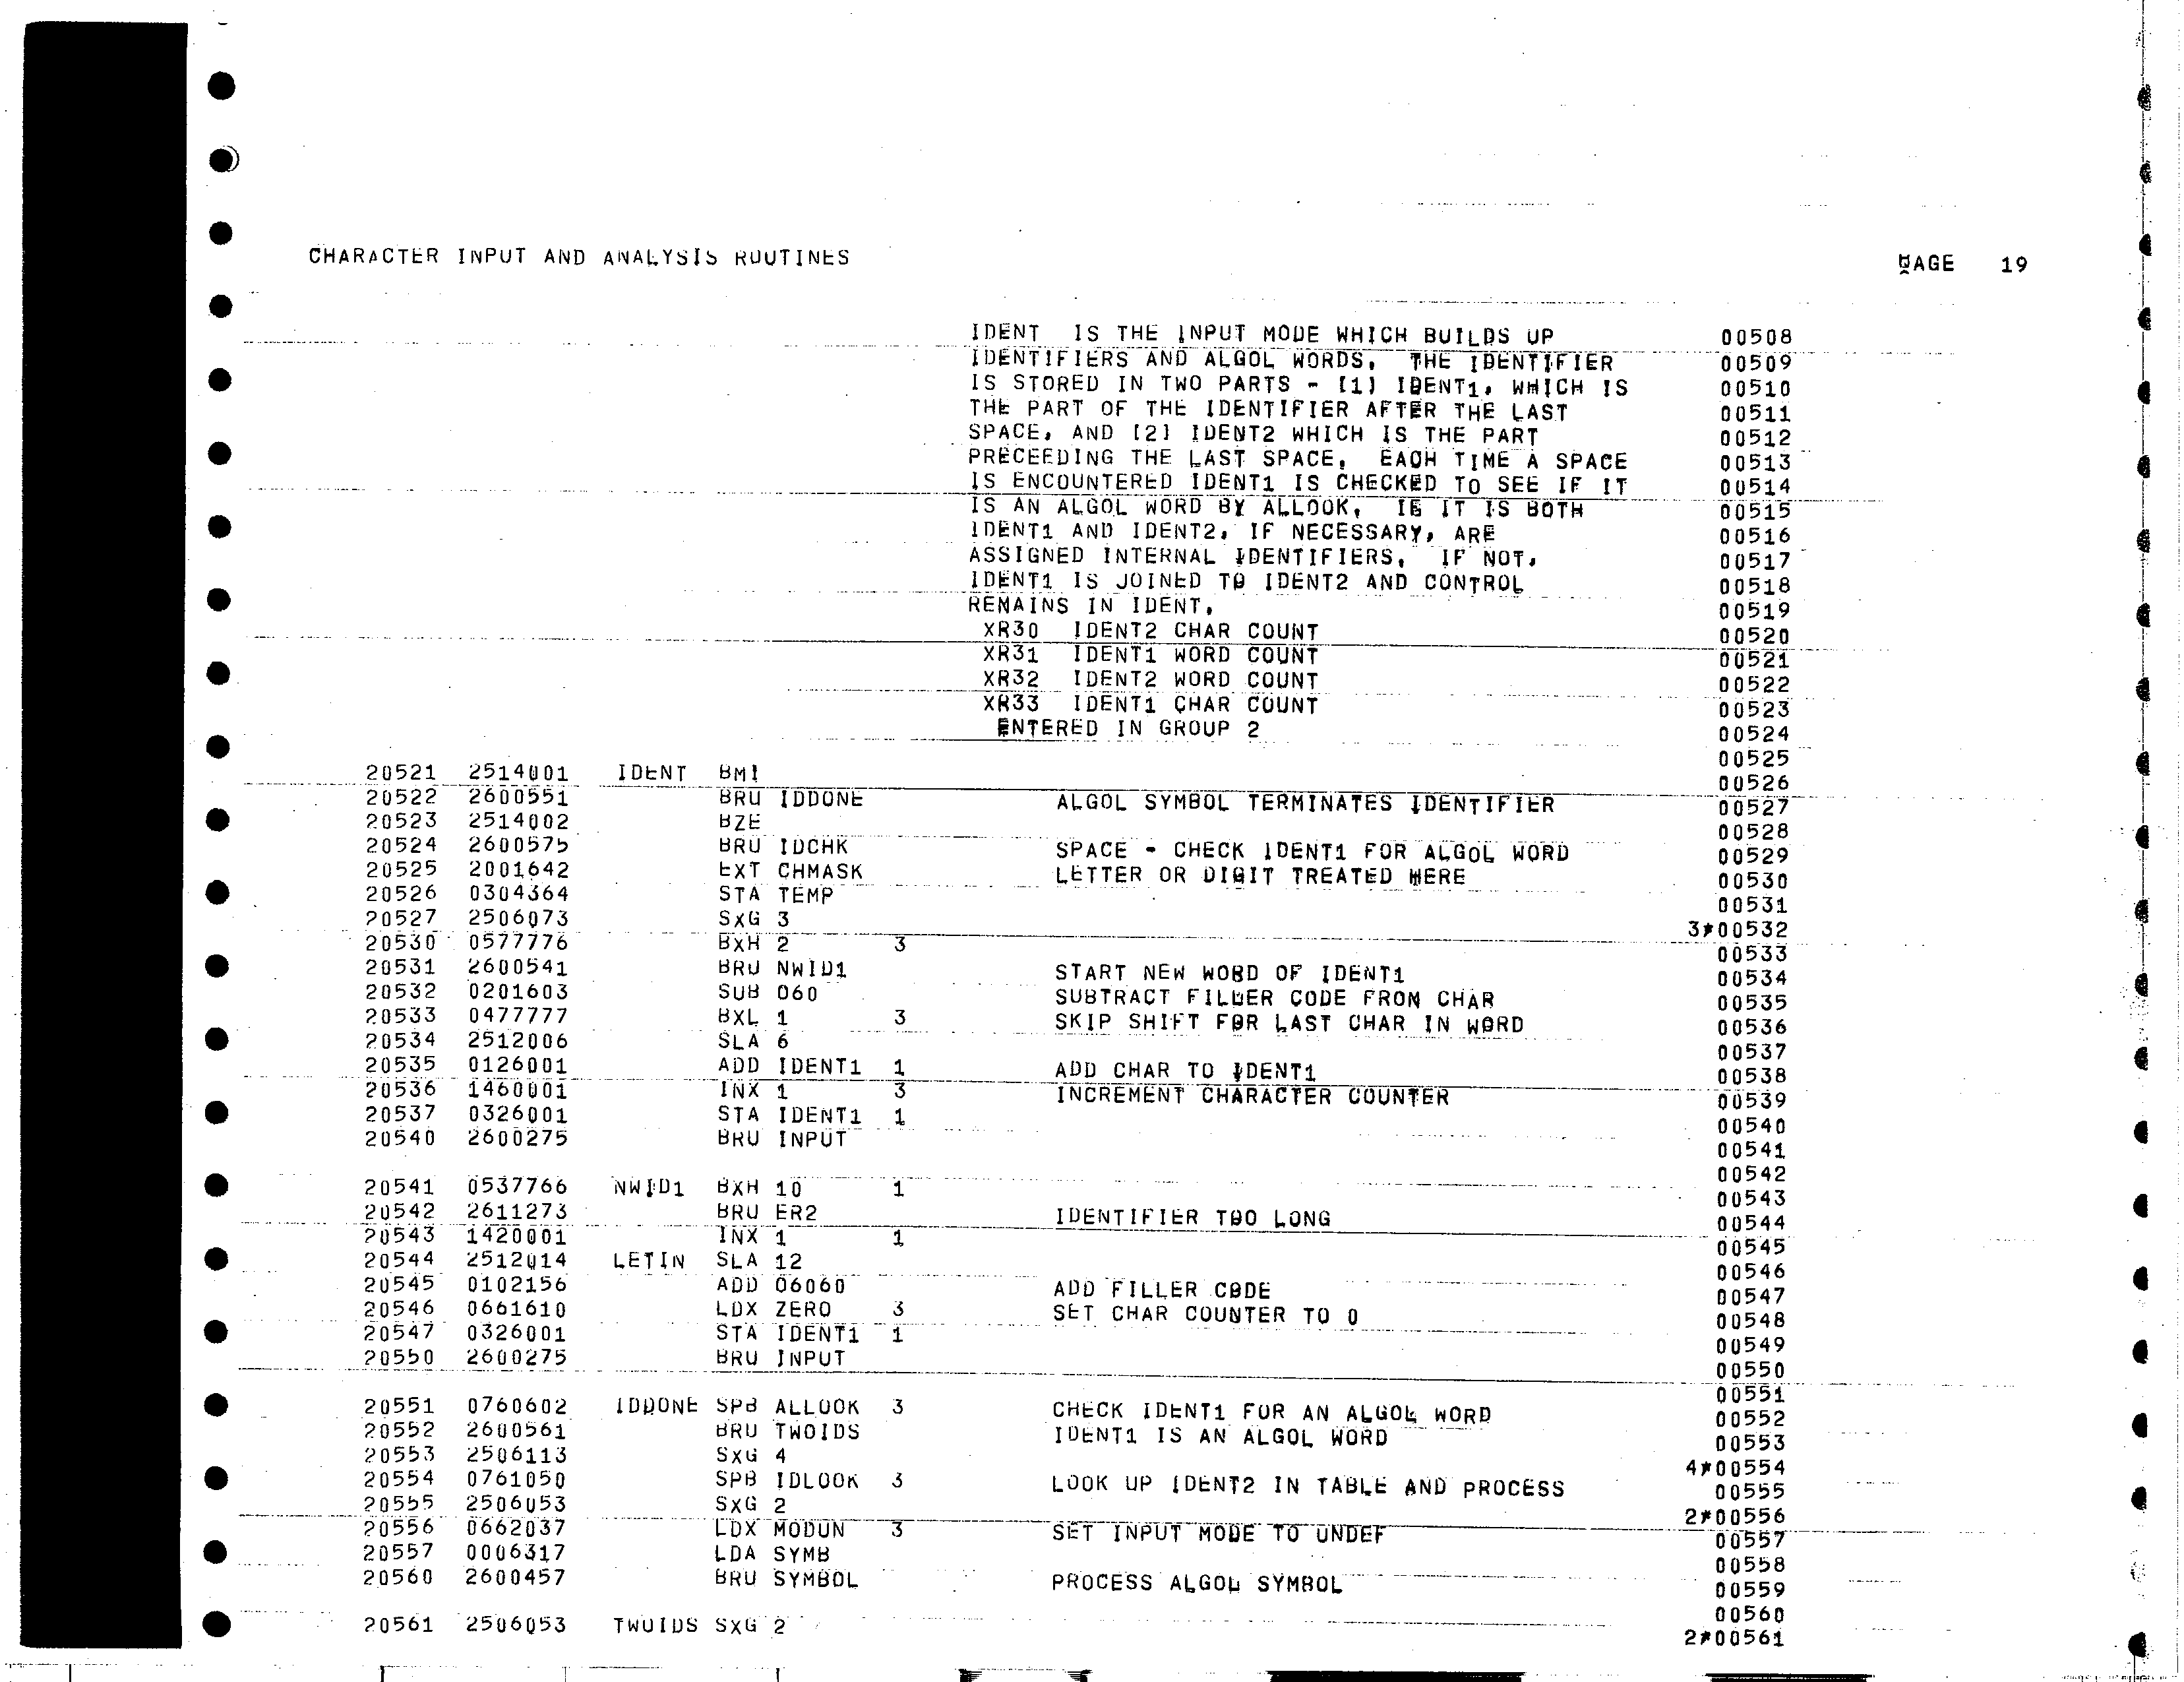 CHARACTER INPUT AND ANALYSIS ROUTINES PAGE 19
IDENT IS THE INPUT MODE WHICH BUILDS UP 00508
IDENTIFIERS AND ALGOL WORDS, THE IDENTIFIER 00509
IS STORED IN TWO PARTS - [1] IDENT1, WHICH IS 00510
THE PART OF THE IDENTIFIER AFTER THE LAST 00511
SPACE, AND [2] IDENT2 WHICH IS THE PART 00512
PRECEEDING THE LAST SPACE, EACH TIME A SPACE 00513
IS ENCOUNTERED IDENT1 IS CHECKED TO SEE IF IT 00514
IS AN ALGOL WORD BY ALLOOK, IF IT IS BOTH 00515
IDENT1 AND IDENT2, IF NECESSARY, ARE 00516
ASSIGNED INTERNAL IDENTIFIERS, IF NOT, 00517
IDENT1 IS JOINED TO IDENT2 AND CONTROL 00518
REMAINS IN IDENT, 00519
XR30 IDENT2 CHAR COUNT 00520
XR31 IDENT1 WORD COUNT 00521
XR32 IDENT2 WORD COUNT 00522
XR33 IDENT1 CHAR COUNT 00523
ENTERED IN GROUP 2 00524
00525
20521 2514001 IDENT BMI 00526
20522 2600551 BRU IDDONE ALGOL SYMBOL TERMINATES IDENTIFIER 00527
20523 2514002 BZE 00528
20524 2600575 BRU IDCHK SPACE - CHECK IDENT1 FOR ALGOL WORD 00529
20525 2001642 EXT CHMASK LETTER OR DIGIT TREATED HERE 00530
20526 0304364 STA TEMP 00531
20527 2506073 SXG 3 3*00532
20530 0577776 BXH 2 3 00533
20531 2600541 BRU NWID1 START NEW WORD OF IDENT1 00534
20532 0201603 SUB O60 SUBTRACT FILLER CODE FRON CHAR 00535
20533 0477777 BXL 1 3 SKIP SHIFT FOR LAST CHAR IN WORD 00536
20534 2512006 SLA 6 00537
20535 0126001 ADD IDENT1 1 ADD CHAR TO IDENT1 00538
20536 1460001 INX 1 3 INCREMENT CHARACTER COUNTER 00539
20537 0326001 STA IDENT1 1 00540
20540 2600275 BRU INPUT 00541
00542
20541 0537766 NWID1 BXH 10 1 00543
20542 2611273 BRU ER2 IDENTIFIER TOO LONG 00544
20543 1420001 INX 1 1 00545
20544 2512014 LETIN SLA 12 00546
20545 0102156 ADD O6060 ADD FILLER CODE 00547
20546 0661610 LDX ZERO 3 SET CHAR COUNTER TO 0 00548
20547 0326001 STA IDENT1 1 00549
20550 2600275 BRU INPUT 00550
00551
20551 0760602 IDDONE SPB ALLOOK 3 CHECK IDENT1 FOR AN ALGOL WORD 00552
20552 2600561 BRU TWOIDS IDENT1 IS AN ALGOL WORD 00553
20553 2506113 SXG 4 4*00554
20554 0761050 SPB IDLOOK 3 LOOK UP IDENT2 IN TABLE AND PROCESS 00555
20555 2506053 SXG 2 2*00556
20556 0662037 LDX MODUN 3 SET INPUT MODE TO UNDEF 00557
20557 0006317 LDA SYMB 00558
20560 2600457 BRU SYMBOL PROCESS ALGOL SYMBOL 00559
00560
20561 2506053 TWOIDS SXG 2 2*00561